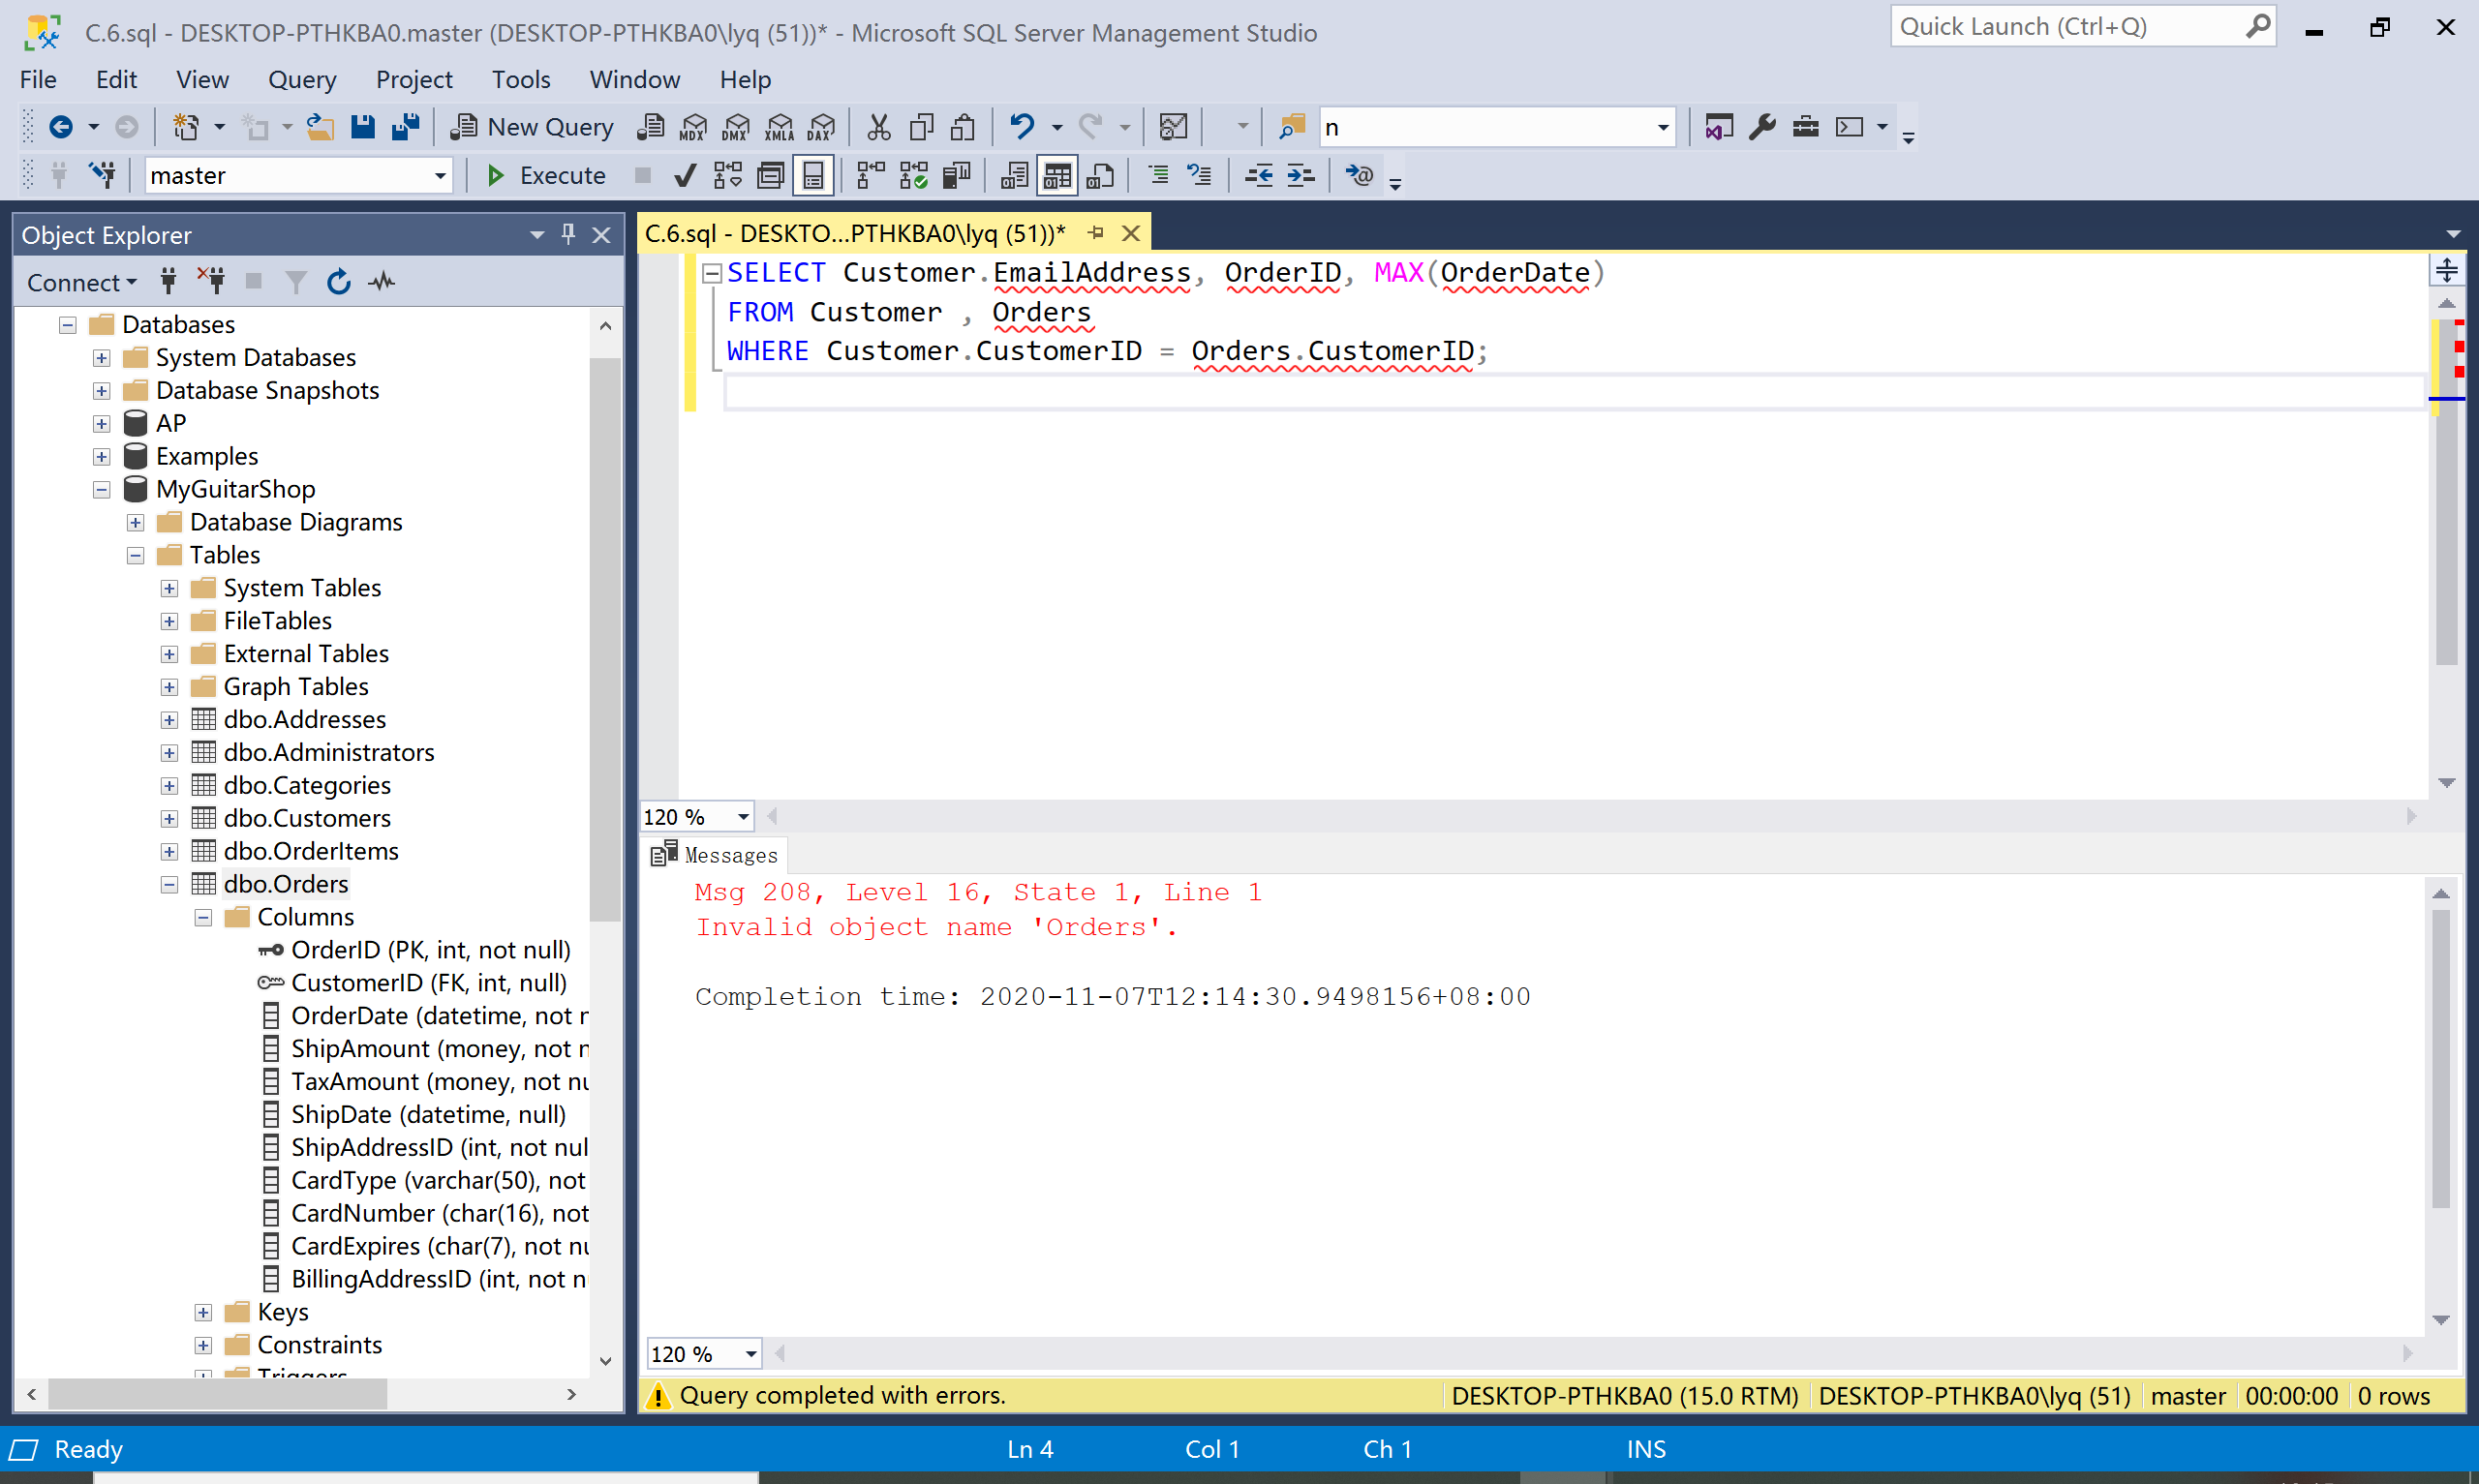 C.6.sql - DESKTOP-PTHKBA0.master (DESKTOP-PTHKBA0\lyq (51))* - Microsoft SQL Server Management Studio
Quick Launch (Ctrl+Q)
File Edit View Query Project Tools Window Help
New Query MDX DMX XMLA DAX n
master Execute
Object Explorer
Connect
Databases
System Databases
Database Snapshots
AP
Examples
MyGuitarShop
Database Diagrams
Tables
System Tables
FileTables
External Tables
Graph Tables
dbo.Addresses
dbo.Administrators
dbo.Categories
dbo.Customers
dbo.OrderItems
dbo.Orders
Columns
OrderID (PK, int, not null)
CustomerID (FK, int, null)
OrderDate (datetime, not n
ShipAmount (money, not n
TaxAmount (money, not nu
ShipDate (datetime, null)
ShipAddressID (int, not nul
CardType (varchar(50), not
CardNumber (char(16), not
CardExpires (char(7), not nu
BillingAddressID (int, not n
Keys
Constraints
Triggers
C.6.sql - DESKTO...PTHKBA0\lyq (51))*
SELECT Customer.EmailAddress, OrderID, MAX(OrderDate)
FROM Customer , Orders
WHERE Customer.CustomerID = Orders.CustomerID;
120 %
Messages
Msg 208, Level 16, State 1, Line 1
Invalid object name 'Orders'.
Completion time: 2020-11-07T12:14:30.9498156+08:00
120 %
Query completed with errors. DESKTOP-PTHKBA0 (15.0 RTM) DESKTOP-PTHKBA0\lyq (51) master 00:00:00 0 rows
Ready Ln 4 Col 1 Ch 1 INS